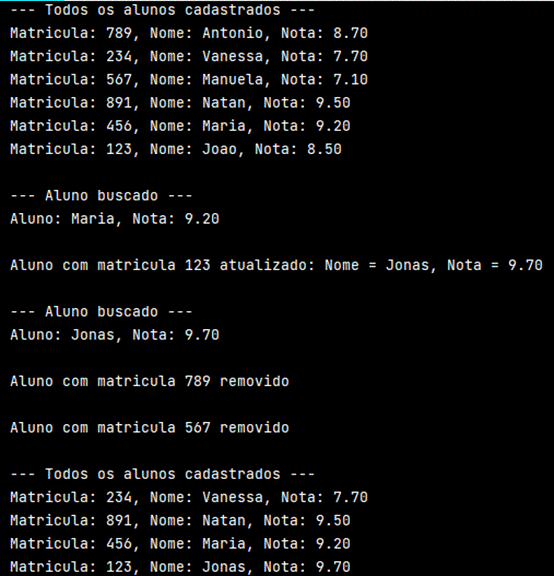 --- Todos os alunos cadastrados ---
Matricula: 789, Nome: Antonio, Nota: 8.70
Matricula: 234, Nome: Vanessa, Nota: 7.70
Matricula: 567, Nome: Manuela, Nota: 7.10
Matricula: 891, Nome: Natan, Nota: 9.50
Matricula: 456, Nome: Maria, Nota: 9.20
Matricula: 123, Nome: Joao, Nota: 8.50
--- Aluno buscado ---
Aluno: Maria, Nota: 9.20
Aluno com matricula 123 atualizado: Nome = Jonas, Nota = 9.70
--- Aluno buscado ---
Aluno: Jonas, Nota: 9.70
Aluno com matricula 789 removido
Aluno com matricula 567 removido
--- Todos os alunos cadastrados ---
Matricula: 234, Nome: Vanessa, Nota: 7.70
Matricula: 891, Nome: Natan, Nota: 9.50
Matricula: 456, Nome: Maria, Nota: 9.20
Matricula: 123, Nome: Jonas, Nota: 9.70